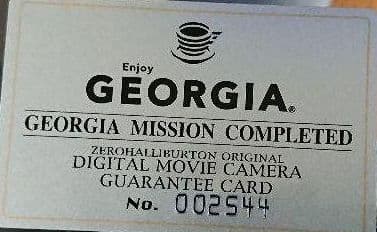 Enjoy
GEORGIA®
GEORGIA MISSION COMPLETED
ZEROHALLIBURTON ORIGINAL
DIGITAL MOVIE CAMERA
GUARANTEE CARD
No. 002544